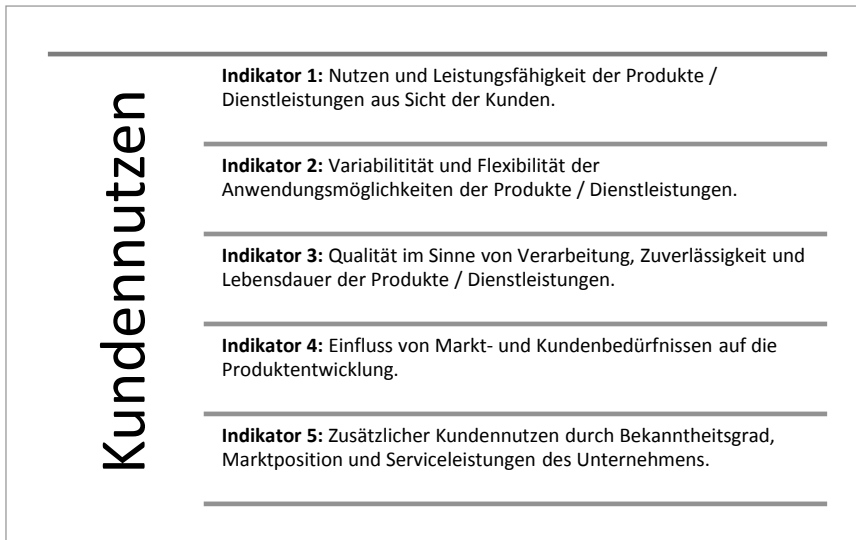 Kundennutzen
Indikator 1: Nutzen und Leistungsfähigkeit der Produkte /
Dienstleistungen aus Sicht der Kunden.
Indikator 2: Variabilitität und Flexibilität der
Anwendungsmöglichkeiten der Produkte / Dienstleistungen.
Indikator 3: Qualität im Sinne von Verarbeitung, Zuverlässigkeit und
Lebensdauer der Produkte / Dienstleistungen.
Indikator 4: Einfluss von Markt- und Kundenbedürfnissen auf die
Produktentwicklung.
Indikator 5: Zusätzlicher Kundennutzen durch Bekanntheitsgrad,
Marktposition und Serviceleistungen des Unternehmens.